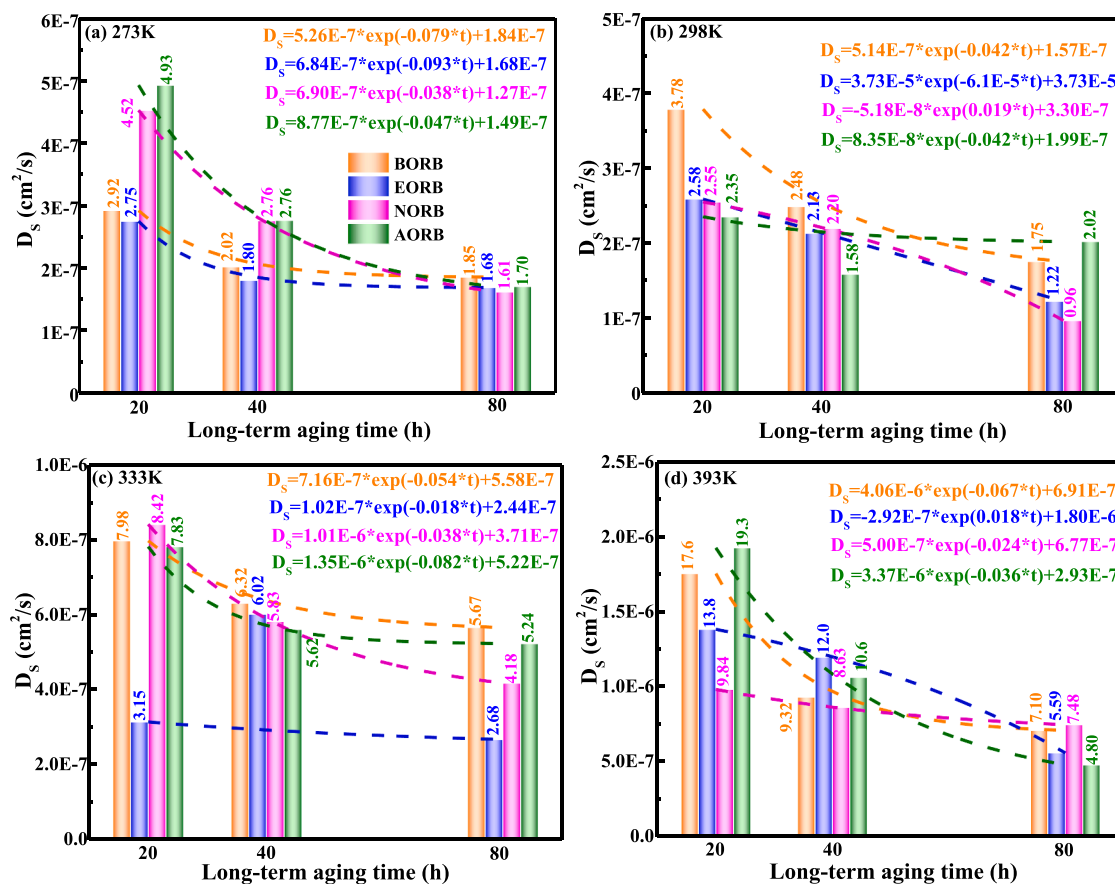 (a) 273K
D_S=5.26E-7*exp(-0.079*t)+1.84E-7
D_S=6.84E-7*exp(-0.093*t)+1.68E-7
D_S=6.90E-7*exp(-0.038*t)+1.27E-7
D_S=8.77E-7*exp(-0.047*t)+1.49E-7
BORB
EORB
NORB
AORB
D_S (cm²/s)
6E-7
5E-7
4E-7
3E-7
2E-7
1E-7
0
2.92
2.75
4.52
4.93
2.02
1.80
2.76
2.76
1.85
1.68
1.61
1.70
20
40
80
Long-term aging time (h)
(b) 298K
D_S=5.14E-7*exp(-0.042*t)+1.57E-7
D_S=3.73E-5*exp(-6.1E-5*t)+3.73E-5
D_S=-5.18E-8*exp(0.019*t)+3.30E-7
D_S=8.35E-8*exp(-0.042*t)+1.99E-7
D_S (cm²/s)
5E-7
4E-7
3E-7
2E-7
1E-7
0
3.78
2.58
2.55
2.35
2.48
2.13
2.20
1.58
1.75
1.22
0.96
2.02
20
40
80
Long-term aging time (h)
(c) 333K
D_S=7.16E-7*exp(-0.054*t)+5.58E-7
D_S=1.02E-7*exp(-0.018*t)+2.44E-7
D_S=1.01E-6*exp(-0.038*t)+3.71E-7
D_S=1.35E-6*exp(-0.082*t)+5.22E-7
D_S (cm²/s)
1.0E-6
8.0E-7
6.0E-7
4.0E-7
2.0E-7
0.0
7.98
3.15
8.42
7.83
6.32
6.02
5.83
5.62
5.67
2.68
4.18
5.24
20
40
80
Long-term aging time (h)
(d) 393K
D_S=4.06E-6*exp(-0.067*t)+6.91E-7
D_S=-2.92E-7*exp(0.018*t)+1.80E-6
D_S=5.00E-7*exp(-0.024*t)+6.77E-7
D_S=3.37E-6*exp(-0.036*t)+2.93E-7
D_S (cm²/s)
2.5E-6
2.0E-6
1.5E-6
1.0E-6
5.0E-7
0.0
17.6
13.8
9.84
19.3
9.32
12.0
8.63
10.6
7.10
5.59
7.48
4.80
20
40
80
Long-term aging time (h)